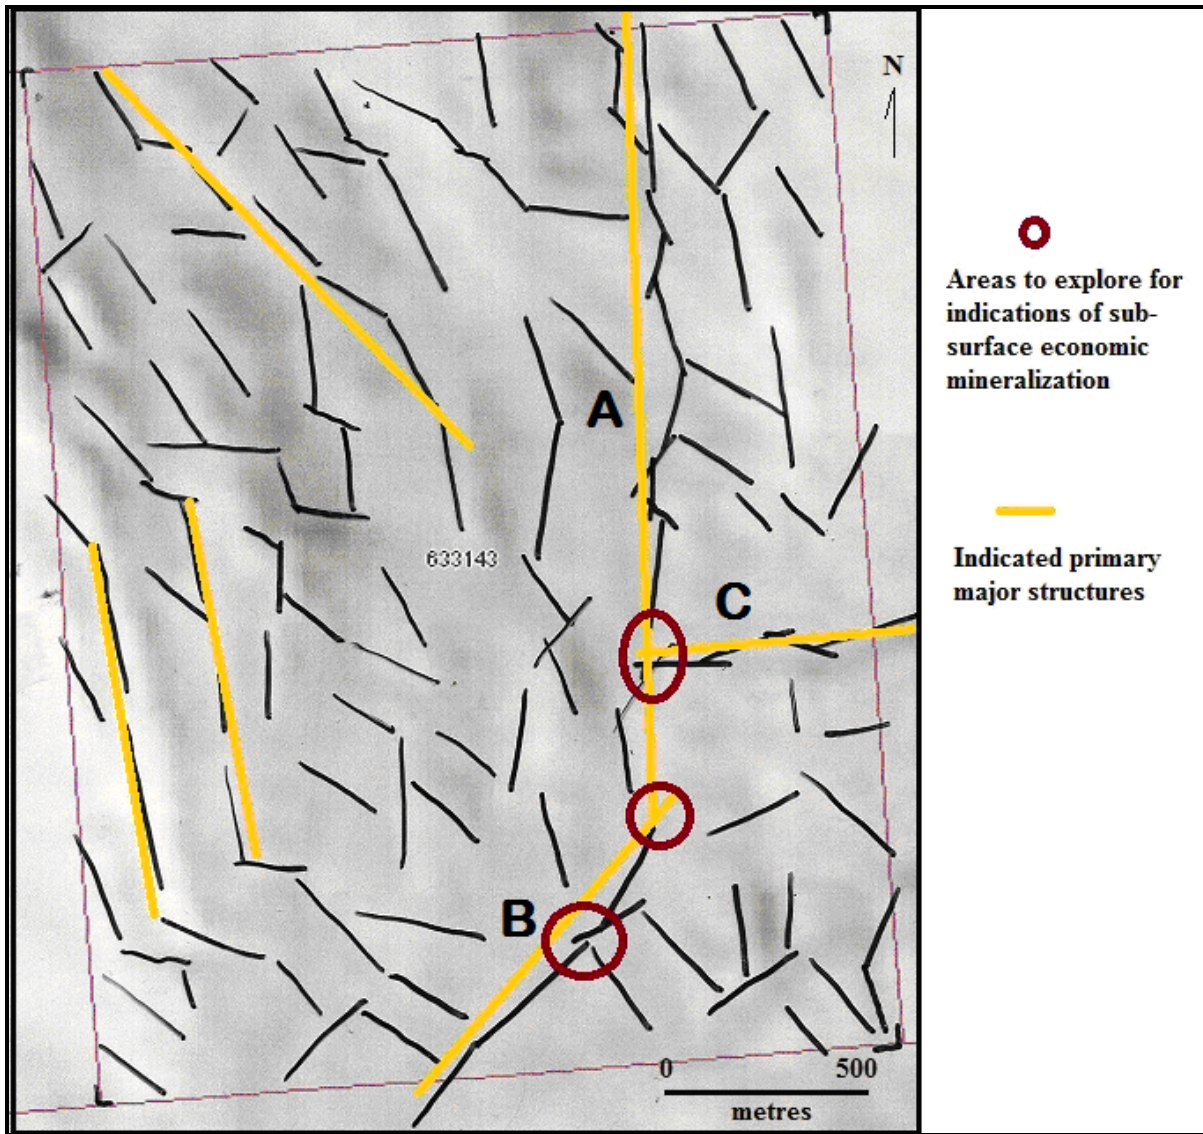 N
Areas to explore for
indications of sub-
surface economic
mineralization
A
633143
Indicated primary
major structures
C
B
0 500
metres